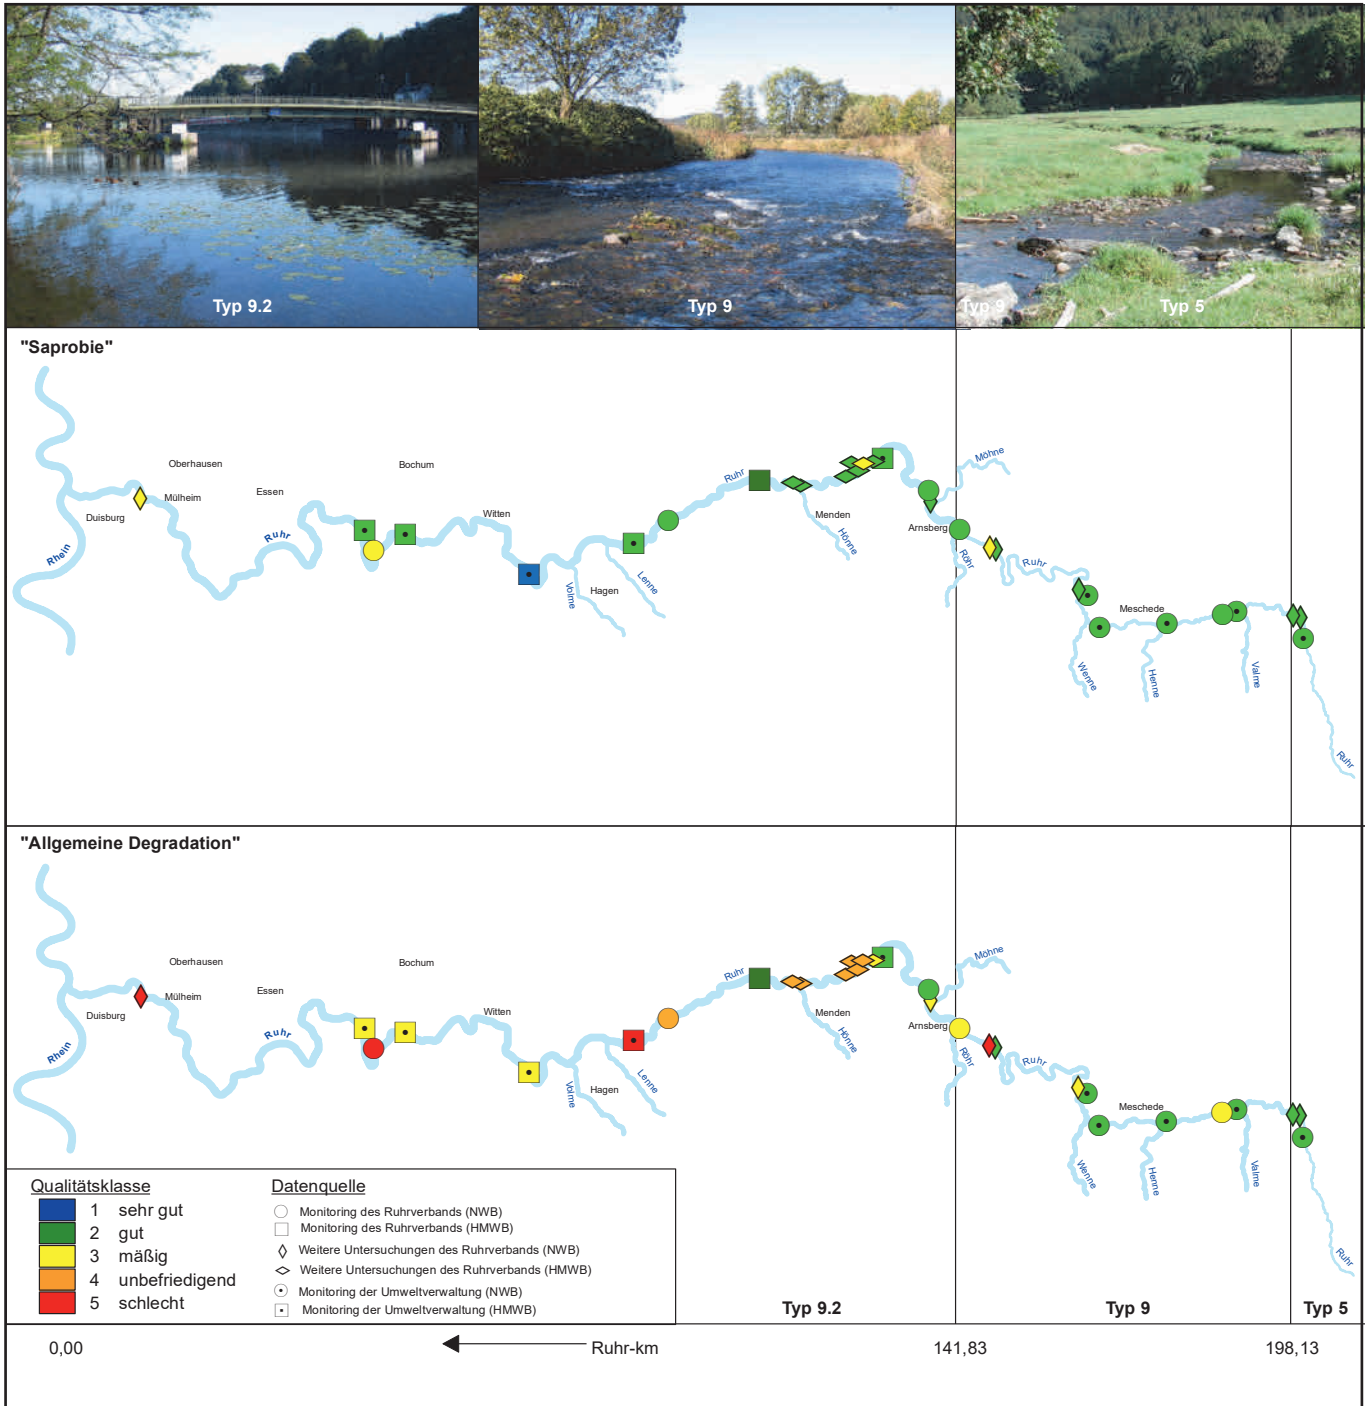 Typ 9.2
Typ 9
Typ 9
Typ 5
"Saprobie"
Oberhausen
Bochum
Mülheim
Essen
Duisburg
Rhein
Ruhr
Witten
Volme
Hagen
Lenne
Ruhr
Menden
Hönne
Möhne
Arnsberg
Röhr
Ruhr
Meschede
Wenne
Henne
Valme
Ruhr
"Allgemeine Degradation"
Oberhausen
Bochum
Mülheim
Essen
Duisburg
Rhein
Ruhr
Witten
Volme
Hagen
Lenne
Ruhr
Menden
Hönne
Möhne
Arnsberg
Röhr
Ruhr
Meschede
Wenne
Henne
Valme
Ruhr
Qualitätsklasse
1 sehr gut
2 gut
3 mäßig
4 unbefriedigend
5 schlecht
Datenquelle
Monitoring des Ruhrverbands (NWB)
Monitoring des Ruhrverbands (HMWB)
Weitere Untersuchungen des Ruhrverbands (NWB)
Weitere Untersuchungen des Ruhrverbands (HMWB)
Monitoring der Umweltverwaltung (NWB)
Monitoring der Umweltverwaltung (HMWB)
Typ 9.2
Typ 9
Typ 5
0,00
Ruhr-km
141,83
198,13